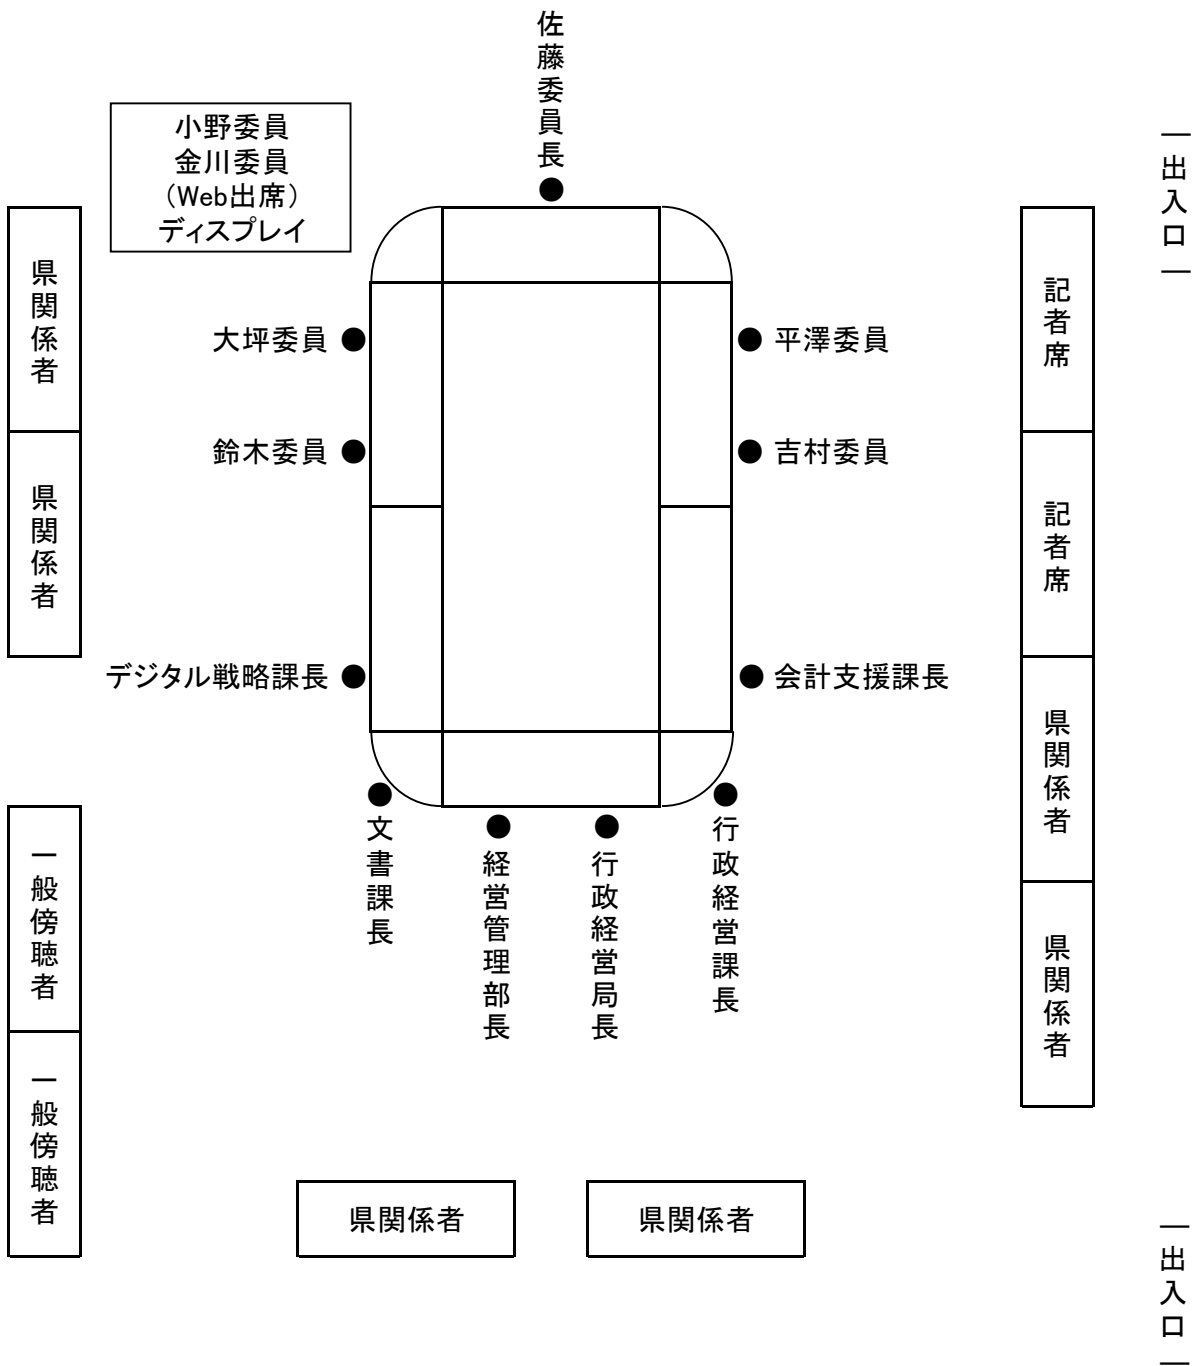 佐藤委員長
小野委員
金川委員
（Web出席）
ディスプレイ
出入口
県関係者
記者席
大坪委員
平澤委員
鈴木委員
吉村委員
県関係者
記者席
デジタル戦略課長
会計支援課長
県関係者
文書課長
経営管理部長
行政経営局長
行政経営課長
一般傍聴者
県関係者
一般傍聴者
県関係者
県関係者
出入口